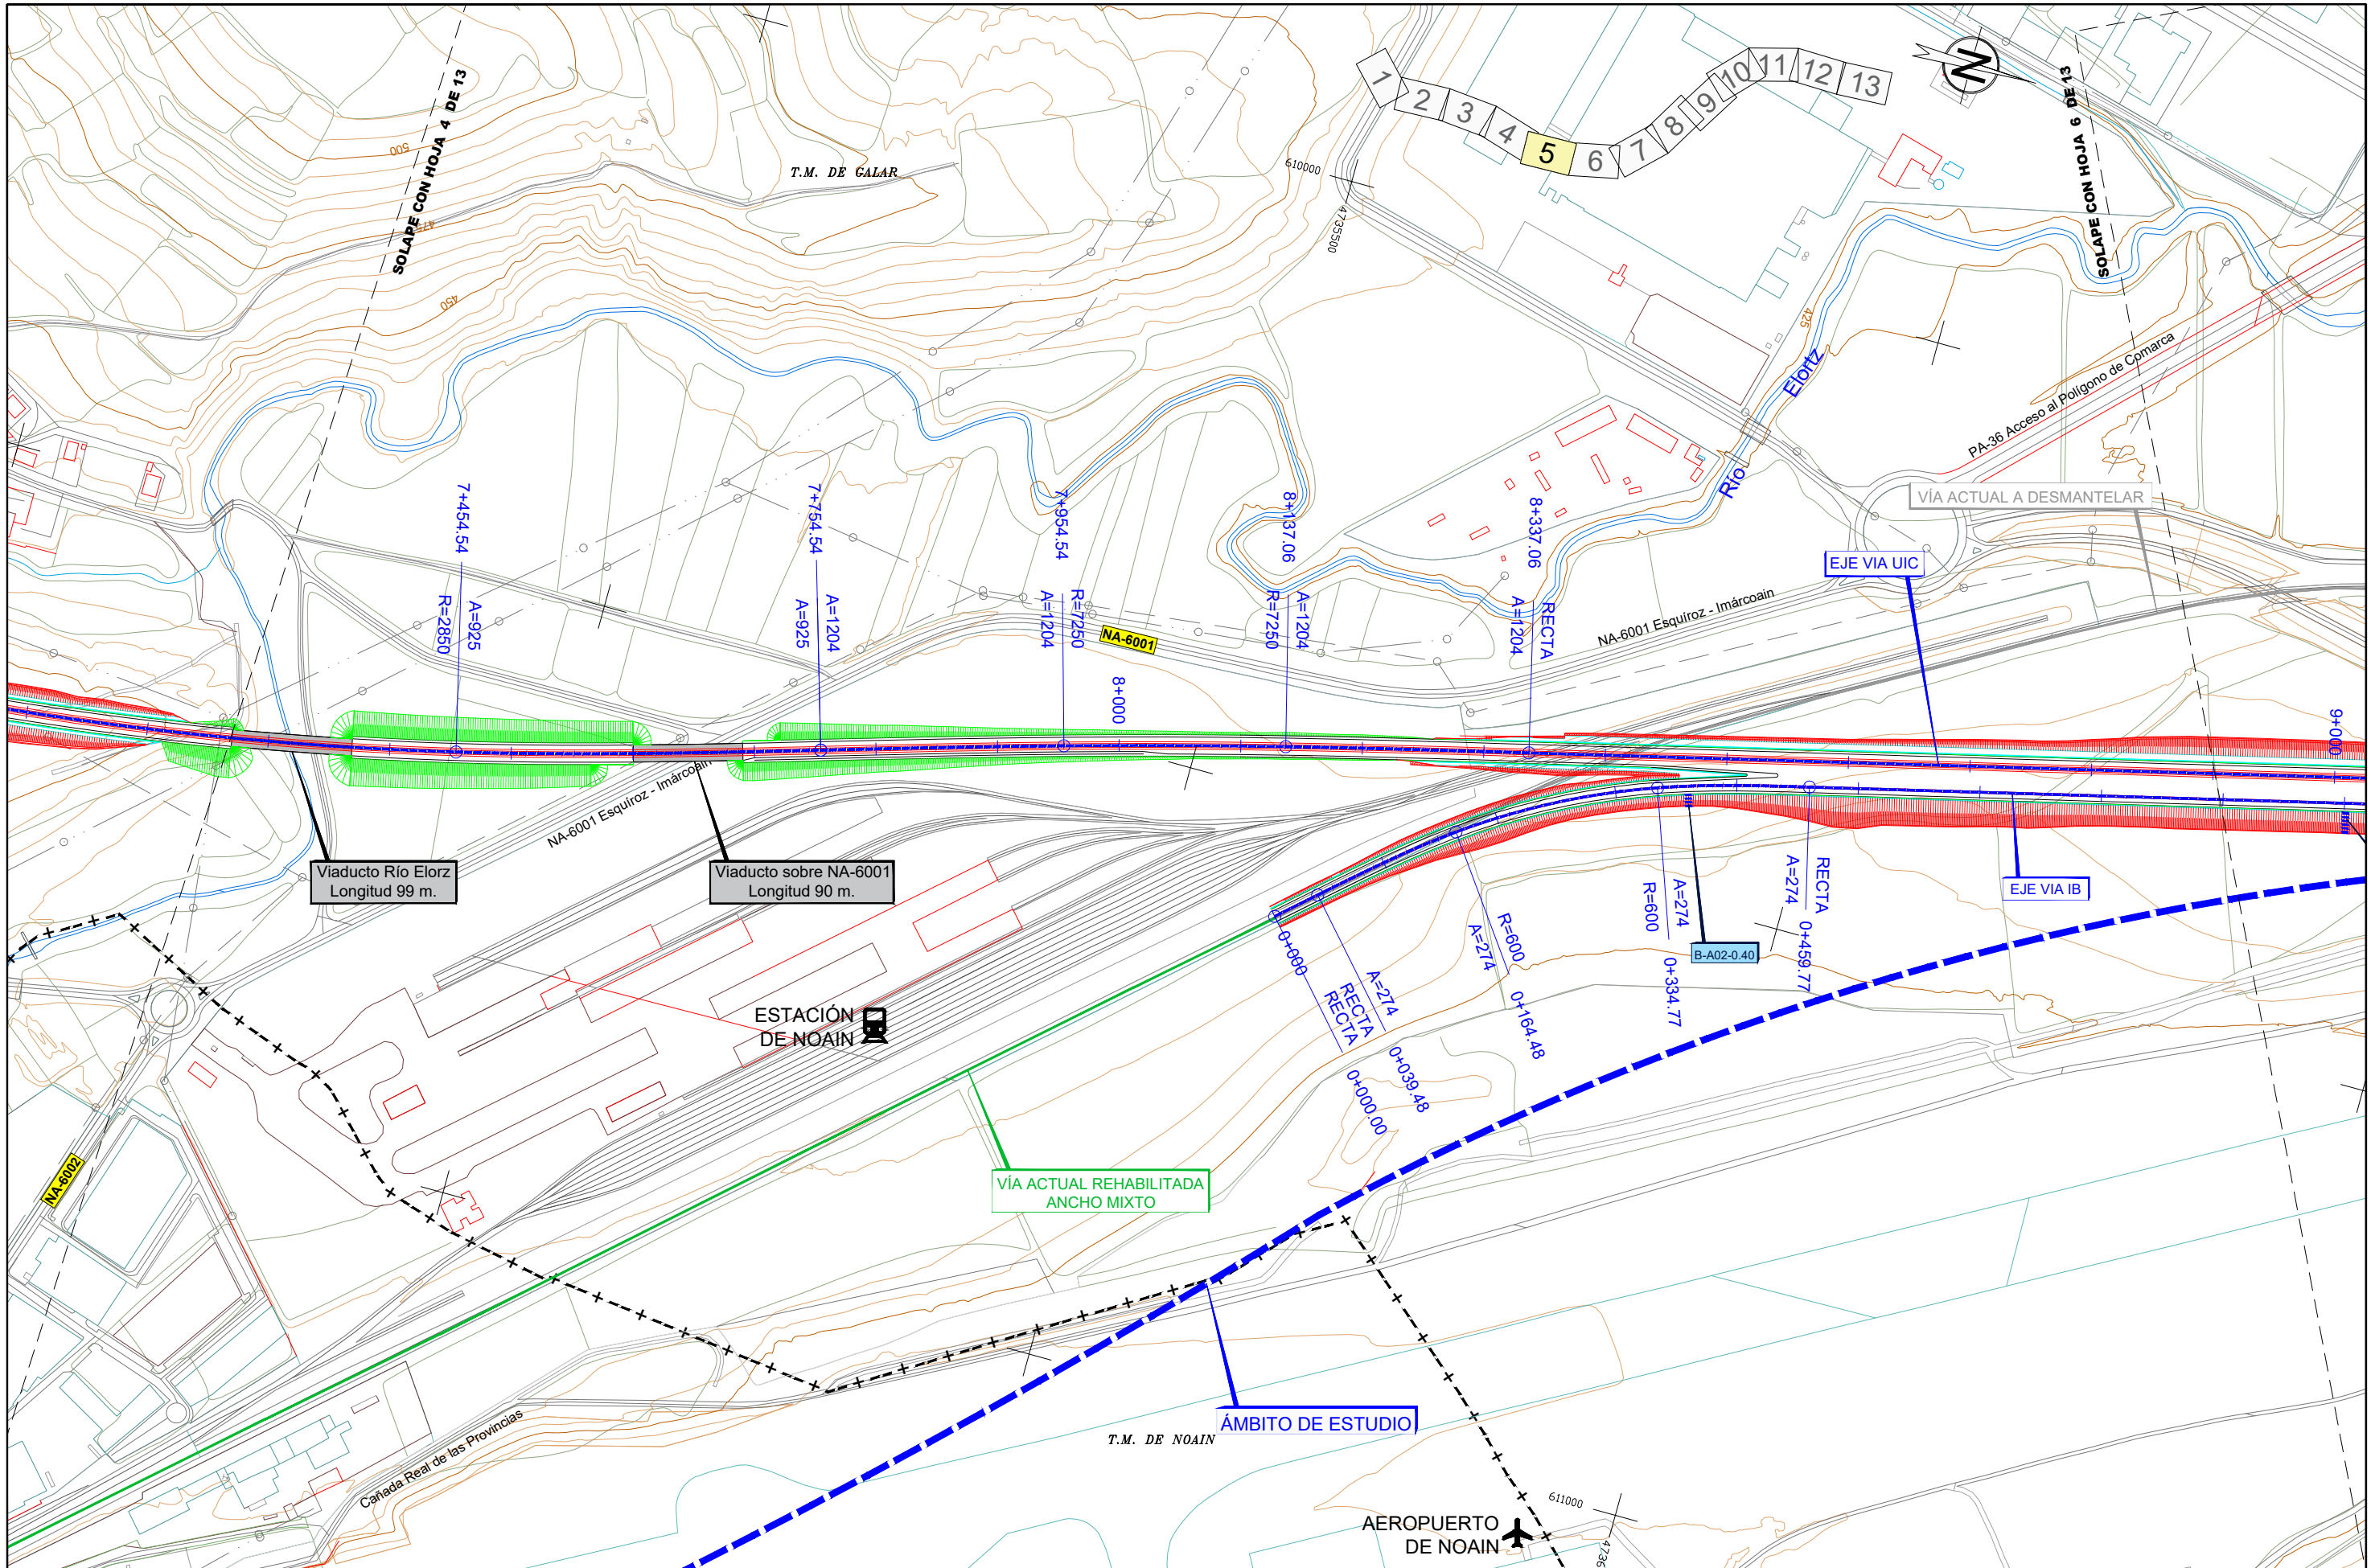 SOLAPE CON HOJA 4 DE 13
500
475
450
T.M. DE GALAR
610000
4735500
1
2
3
4
5
6
7
8
9
10
11
12
13
N
SOLAPE CON HOJA 6 DE 13
425
Río
Elortz
PA-36 Acceso al Polígono de Comarca
VÍA ACTUAL A DESMANTELAR
EJE VIA UIC
7+454.54
R=2850
A=925
7+754.54
A=925
A=1204
7+954.54
A=1204
R=7250
8+137.06
R=7250
A=1204
8+337.06
A=1204
RECTA
NA-6001
NA-6001 Esquíroz - Imárcoain
8+000
9+000
NA-6001 Esquíroz - Imárcoain
Viaducto Río Elorz
Longitud 99 m.
Viaducto sobre NA-6001
Longitud 90 m.
EJE VIA IB
B-A02-0.40
0+000
RECTA
RECTA
0+000.00
A=274
0+039.48
R=600
A=274
0+164.48
A=274
R=600
0+334.77
RECTA
A=274
0+459.77
ESTACIÓN
DE NOAIN
VÍA ACTUAL REHABILITADA
ANCHO MIXTO
NA-6002
Cañada Real de las Provincias
ÁMBITO DE ESTUDIO
T.M. DE NOAIN
AEROPUERTO
DE NOAIN
611000